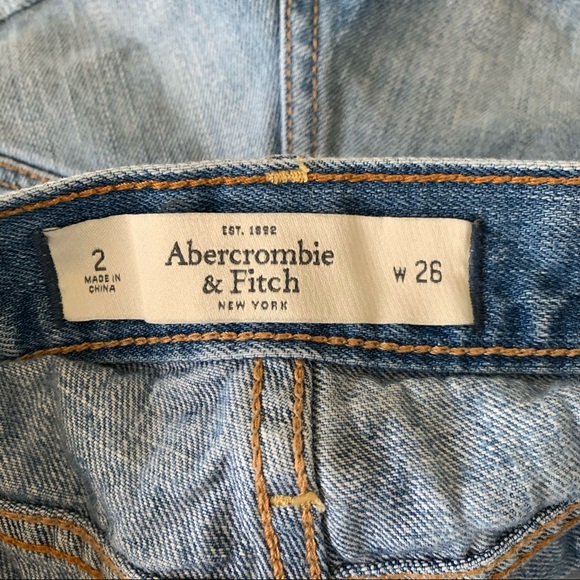 2
MADE IN
CHINA
EST. 1892
Abercrombie
& Fitch
NEW YORK
W 26